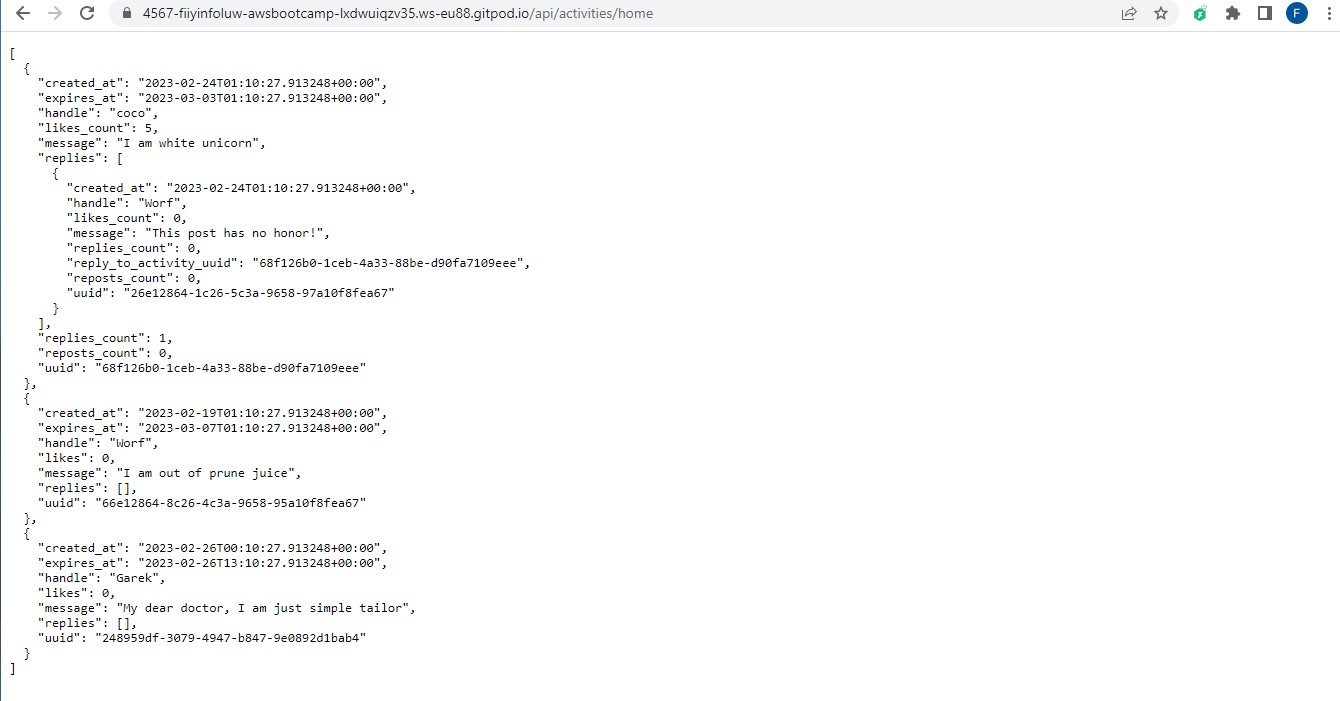 4567-fiiyinfoluw-awsbootcamp-lxdwuiqzv35.ws-eu88.gitpod.io/api/activities/home
F
[
  {
    "created_at": "2023-02-24T01:10:27.913248+00:00",
    "expires_at": "2023-03-03T01:10:27.913248+00:00",
    "handle": "coco",
    "likes_count": 5,
    "message": "I am white unicorn",
    "replies": [
      {
        "created_at": "2023-02-24T01:10:27.913248+00:00",
        "handle": "Worf",
        "likes_count": 0,
        "message": "This post has no honor!",
        "replies_count": 0,
        "reply_to_activity_uuid": "68f126b0-1ceb-4a33-88be-d90fa7109eee",
        "reposts_count": 0,
        "uuid": "26e12864-1c26-5c3a-9658-97a10f8fea67"
      }
    ],
    "replies_count": 1,
    "reposts_count": 0,
    "uuid": "68f126b0-1ceb-4a33-88be-d90fa7109eee"
  },
  {
    "created_at": "2023-02-19T01:10:27.913248+00:00",
    "expires_at": "2023-03-07T01:10:27.913248+00:00",
    "handle": "Worf",
    "likes": 0,
    "message": "I am out of prune juice",
    "replies": [],
    "uuid": "66e12864-8c26-4c3a-9658-95a10f8fea67"
  },
  {
    "created_at": "2023-02-26T00:10:27.913248+00:00",
    "expires_at": "2023-02-26T13:10:27.913248+00:00",
    "handle": "Garek",
    "likes": 0,
    "message": "My dear doctor, I am just simple tailor",
    "replies": [],
    "uuid": "248959df-3079-4947-b847-9e0892d1bab4"
  }
]